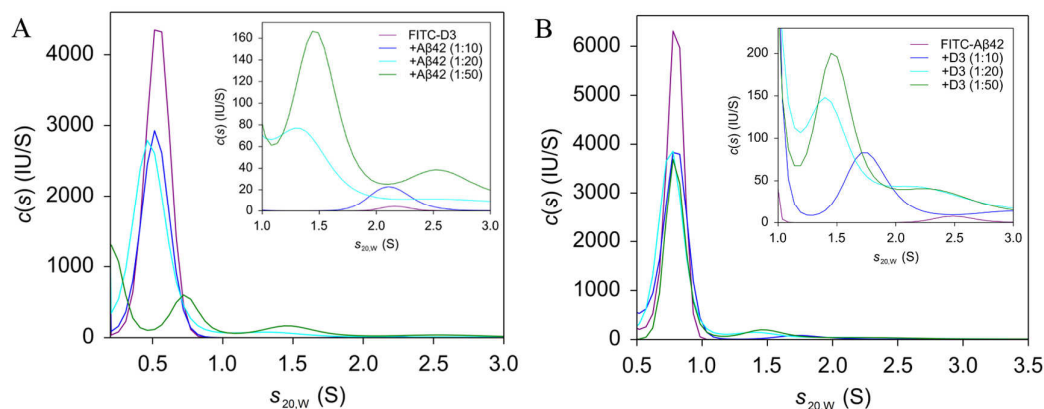 A
c(s) (IU/S)
4000
3000
2000
1000
0
0.5 1.0 1.5 2.0 2.5 3.0
s20,W (S)
c(s) (IU/S)
160
140
120
100
80
60
40
20
0
1.0 1.5 2.0 2.5 3.0
s20,W (S)
FITC-D3
+Aβ42 (1:10)
+Aβ42 (1:20)
+Aβ42 (1:50)
B
c(s) (IU/S)
6000
5000
4000
3000
2000
1000
0
0.5 1.0 1.5 2.0 2.5 3.0 3.5
s20,W (S)
c(s) (IU/S)
200
150
100
50
0
1.0 1.5 2.0 2.5 3.0
s20,W (S)
FITC-Aβ42
+D3 (1:10)
+D3 (1:20)
+D3 (1:50)